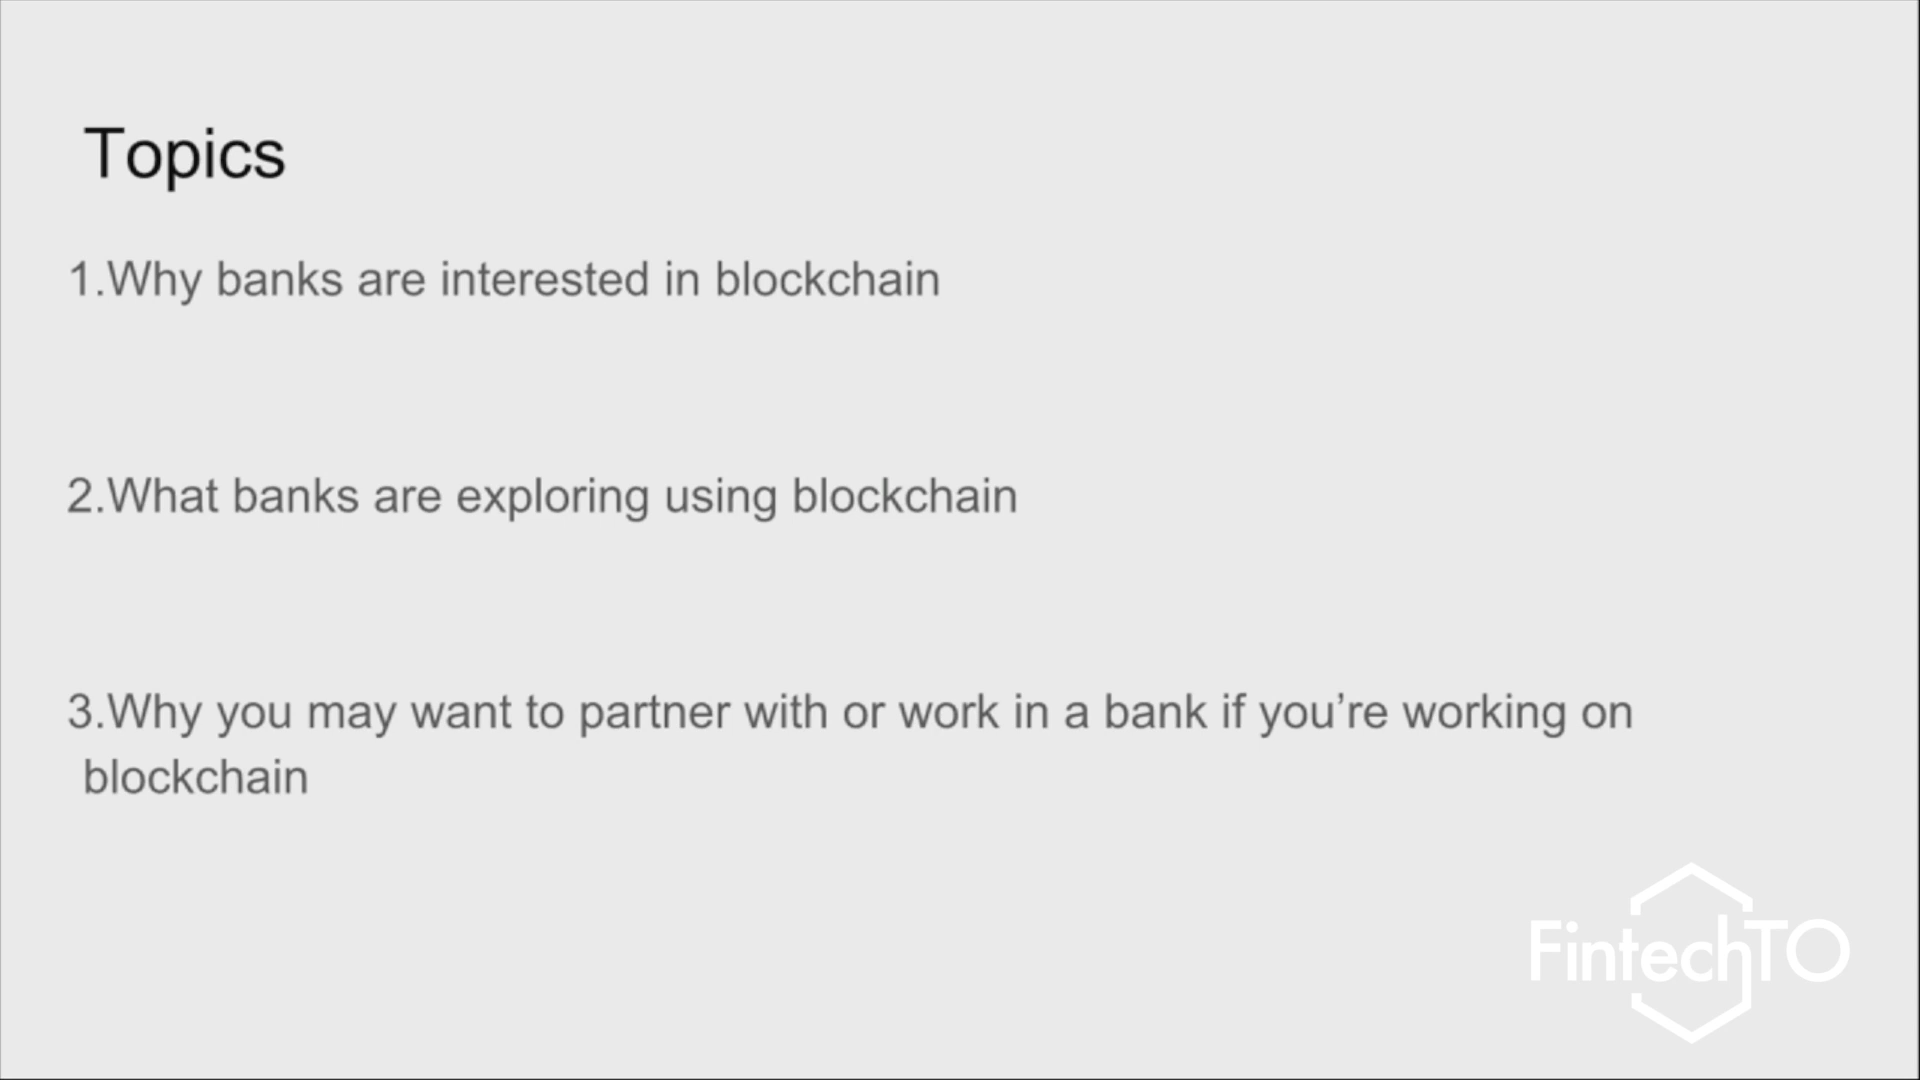 Topics
1.Why banks are interested in blockchain
2.What banks are exploring using blockchain
3.Why you may want to partner with or work in a bank if you’re working on
blockchain
FintechTO